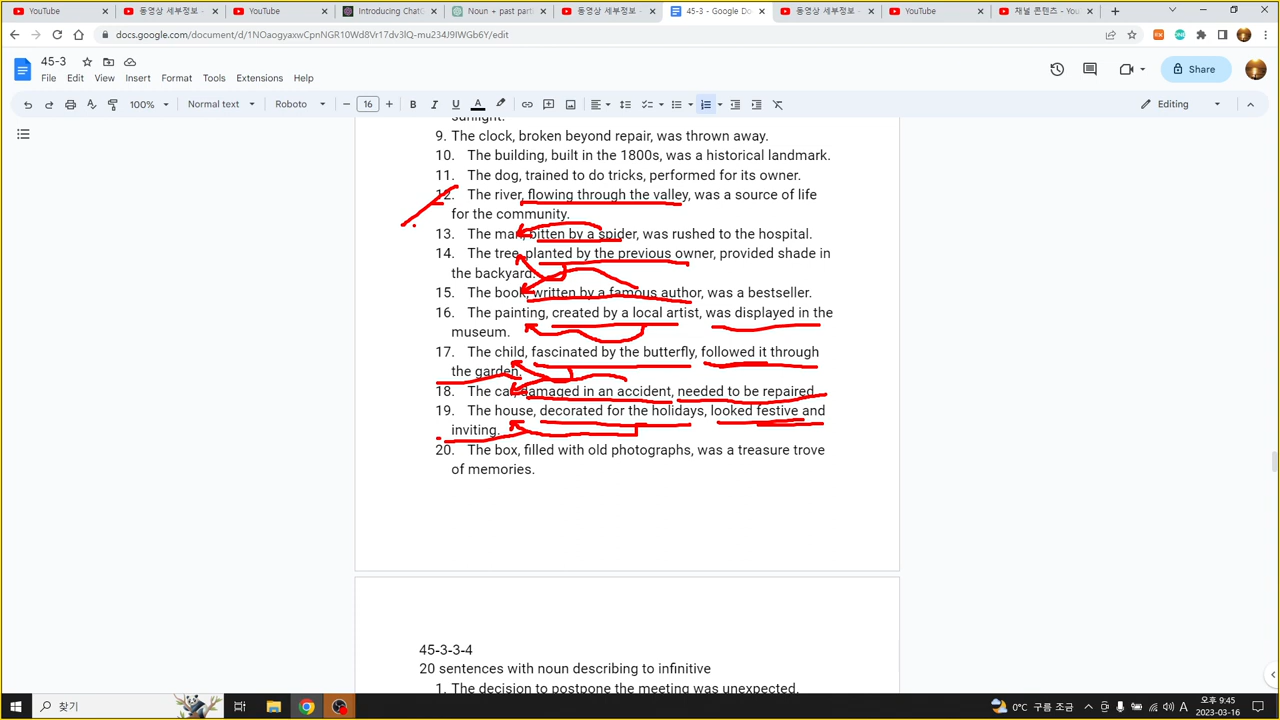 YouTube
동영상 세부정보 -
YouTube
Introducing ChatG
Noun + past parti
동영상 세부정보 -
45-3 - Google Do
동영상 세부정보 -
YouTube
채널 콘텐츠 - You
docs.google.com/document/d/1NOaogyaxwCpnNGR10Wd8Vr17dv3lQ-mu234J9IWGb6Y/edit
45-3
File Edit View Insert Format Tools Extensions Help
Share
100% Normal text Roboto 16 B I U A Editing
sunlight.
9. The clock, broken beyond repair, was thrown away.
10. The building, built in the 1800s, was a historical landmark.
11. The dog, trained to do tricks, performed for its owner.
12. The river, flowing through the valley, was a source of life
for the community.
13. The man, bitten by a spider, was rushed to the hospital.
14. The tree, planted by the previous owner, provided shade in
the backyard.
15. The book, written by a famous author, was a bestseller.
16. The painting, created by a local artist, was displayed in the
museum.
17. The child, fascinated by the butterfly, followed it through
the garden.
18. The car, damaged in an accident, needed to be repaired.
19. The house, decorated for the holidays, looked festive and
inviting.
20. The box, filled with old photographs, was a treasure trove
of memories.
45-3-3-4
20 sentences with noun describing to infinitive
1. The decision to postpone the meeting was unexpected.
찾기
0°C 구름 조금
A
오후 9:45
2023-03-16